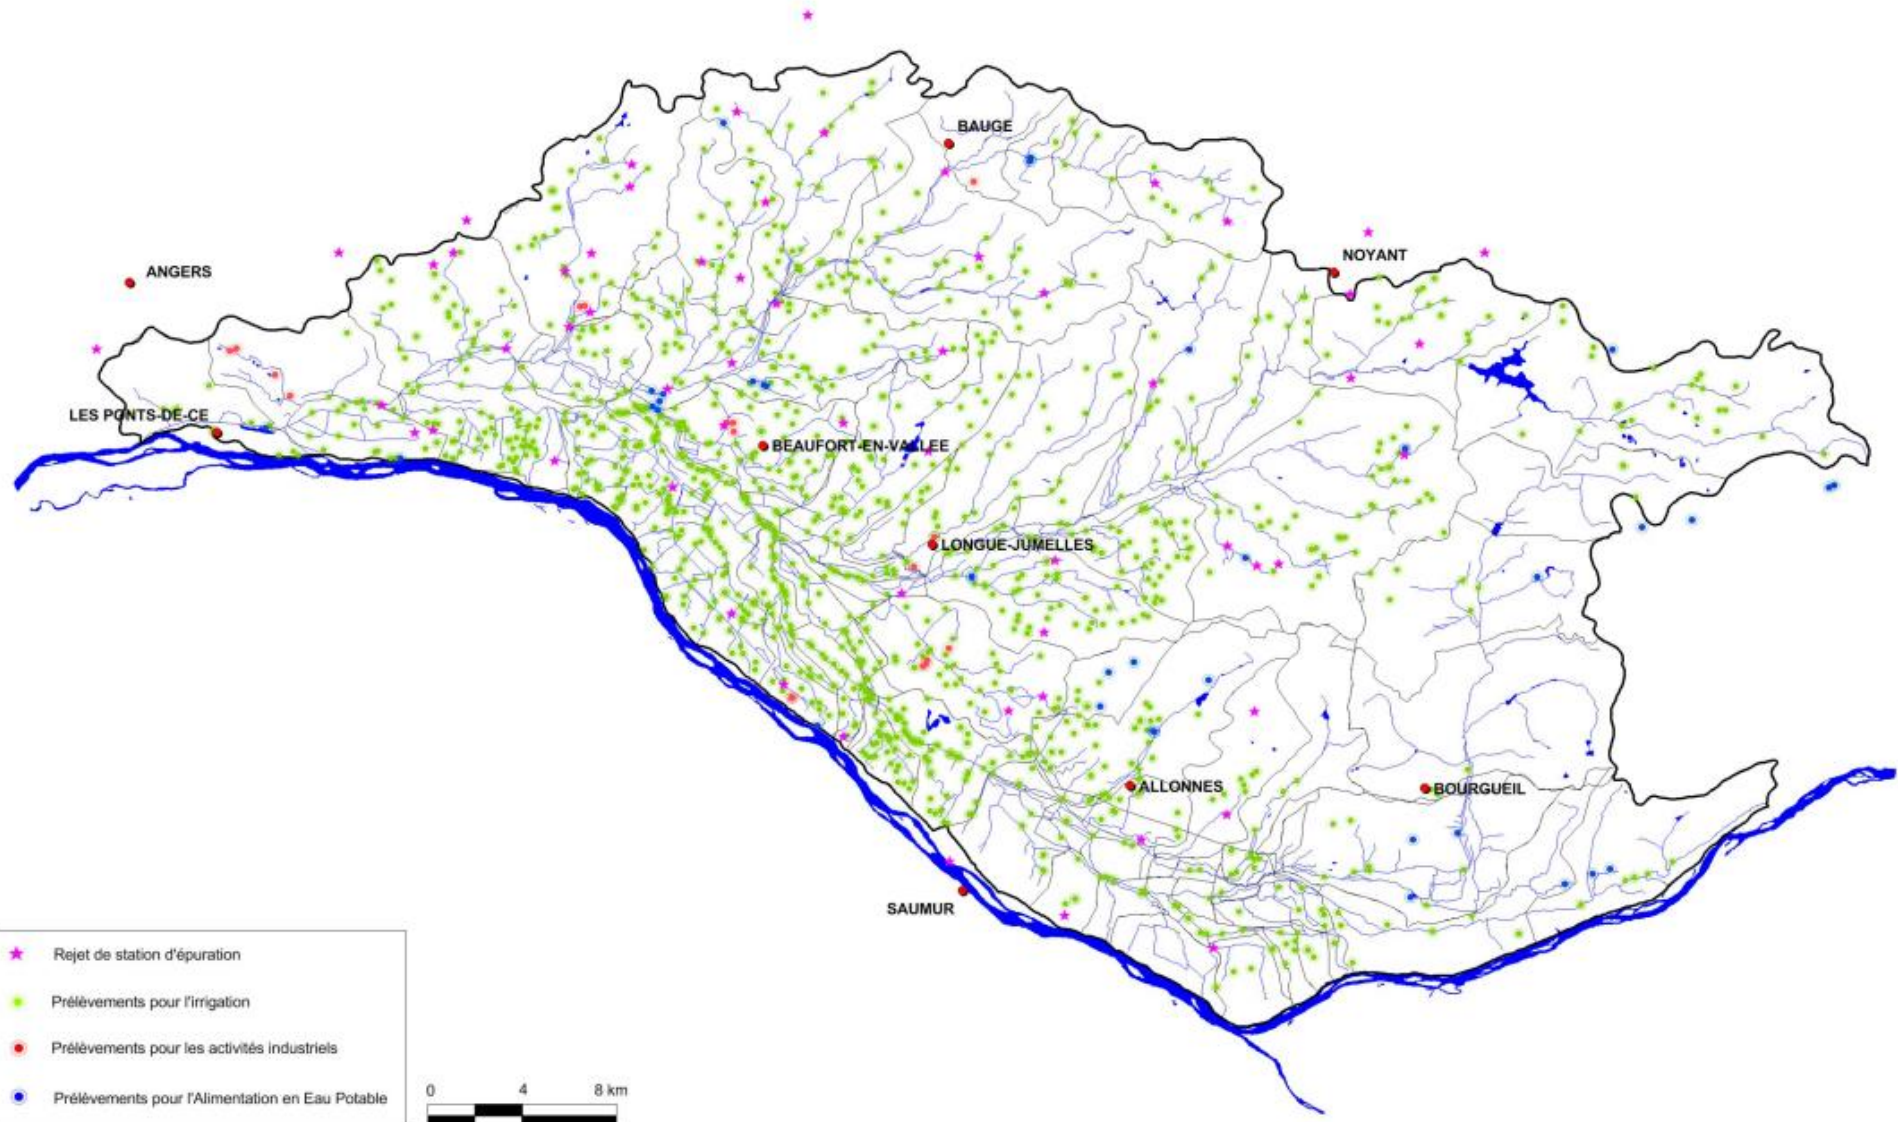 BAUGE
NOYANT
ANGERS
LES PONTS-DE-CE
BEAUFORT-EN-VALLEE
LONGUE-JUMELLES
ALLONNES
BOURGUEIL
SAUMUR
Rejet de station d'épuration
Prélèvements pour l'irrigation
Prélèvements pour les activités industriels
Prélèvements pour l'Alimentation en Eau Potable
0 4 8 km